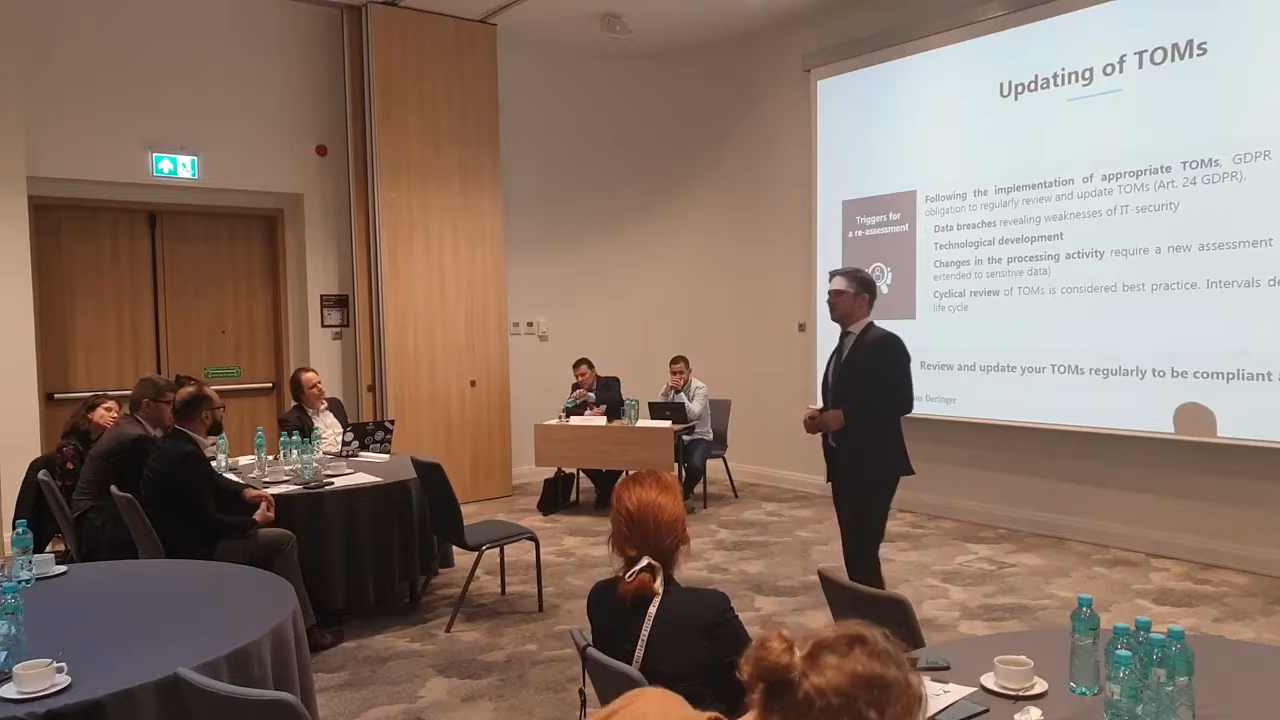 Updating of TOMs
Triggers for
a re-assessment
Following the implementation of appropriate TOMs, GDPR
obligation to regularly review and update TOMs (Art. 24 GDPR).
Data breaches revealing weaknesses of IT-security
Technological development
Changes in the processing activity require a new assessment
extended to sensitive data)
Cyclical review of TOMs is considered best practice. Intervals
life cycle
Review and update your TOMs regularly to be compliant
Deringer